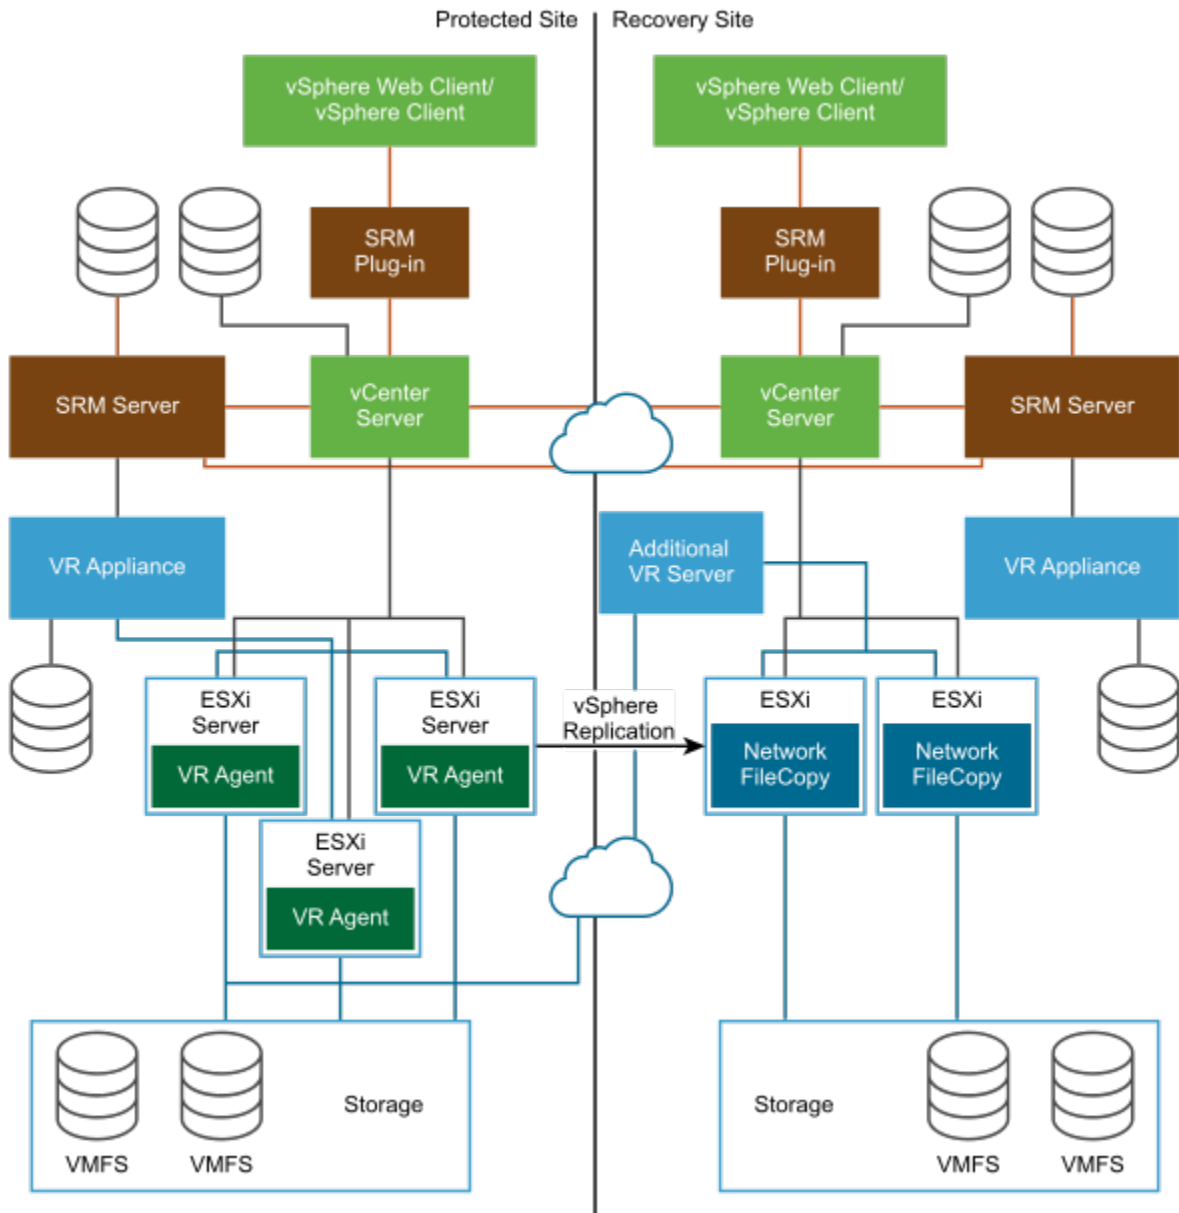 Protected Site
Recovery Site
vSphere Web Client/
vSphere Client
vSphere Web Client/
vSphere Client
SRM
Plug-in
SRM
Plug-in
SRM Server
vCenter
Server
vCenter
Server
SRM Server
VR Appliance
Additional
VR Server
VR Appliance
ESXi
Server
VR Agent
ESXi
Server
VR Agent
vSphere
Replication
ESXi
Network
FileCopy
ESXi
Network
FileCopy
ESXi
Server
VR Agent
VMFS
VMFS
Storage
Storage
VMFS
VMFS